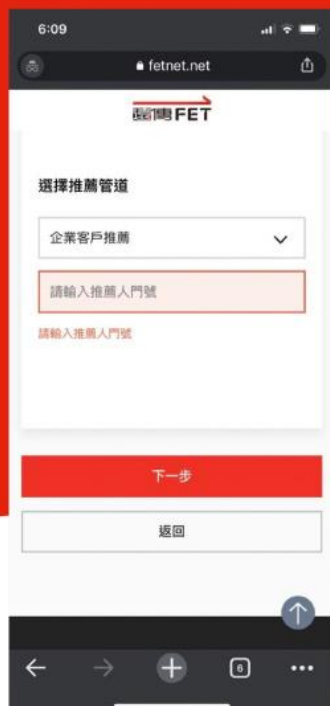 6:09
fetnet.net
遠傳FET
選擇推薦管道
企業客戶推薦
請輸入推薦人門號
請輸入推薦人門號
下一步
返回
6